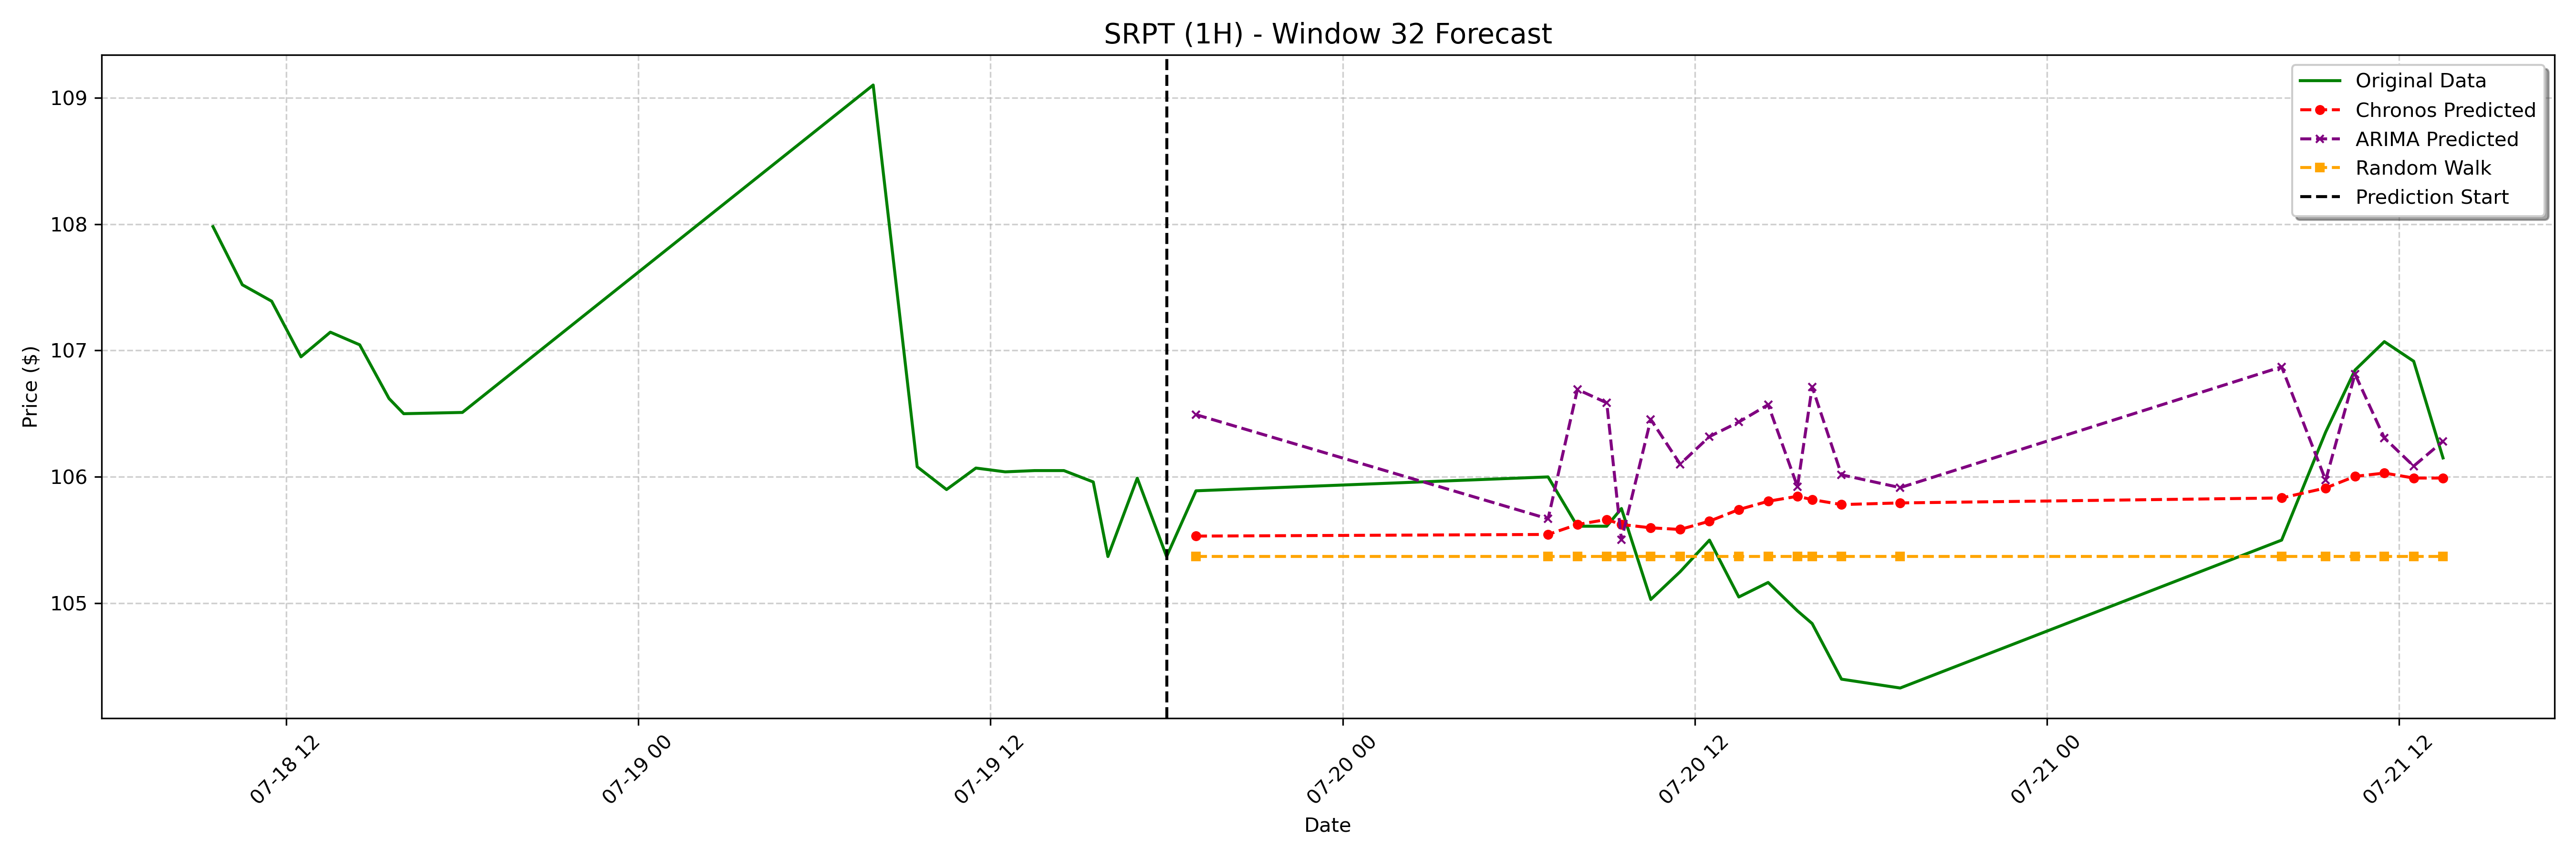 SRPT (1H) - Window 32 Forecast
Original Data
Chronos Predicted
ARIMA Predicted
Random Walk
Prediction Start
109
108
107
106
105
Price ($)
07-18 12
07-19 00
07-19 12
07-20 00
07-20 12
07-21 00
07-21 12
Date